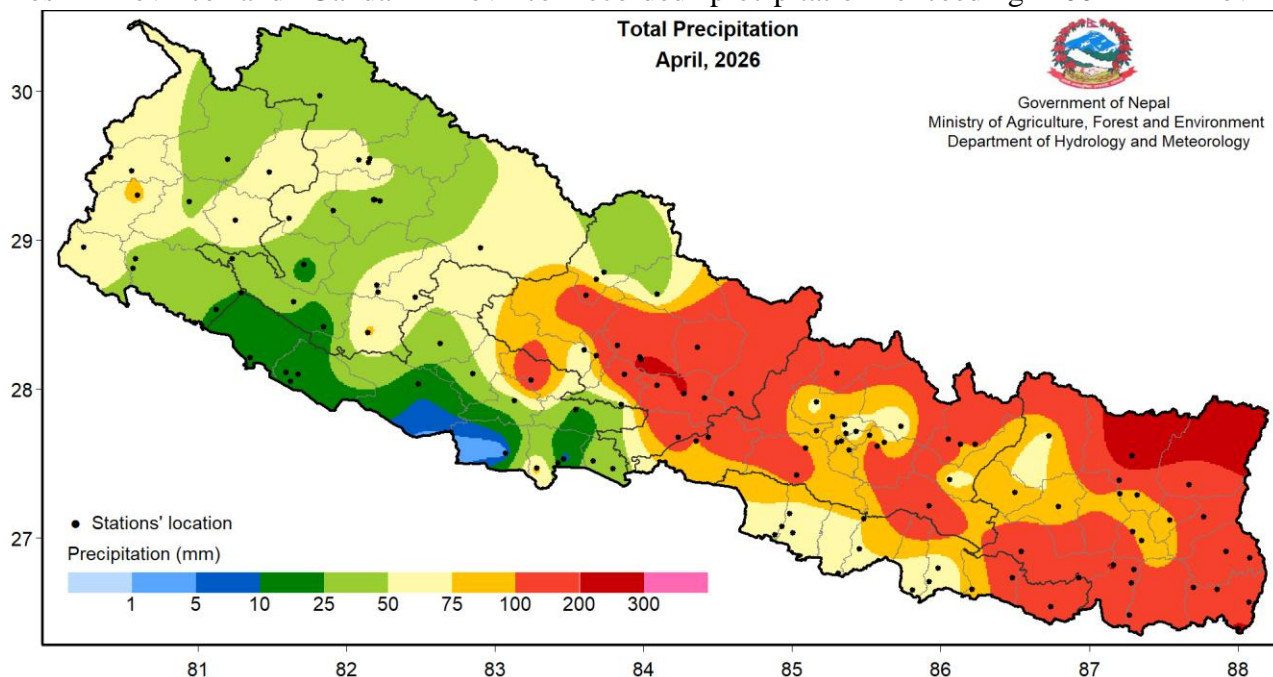 Total Precipitation
April, 2026
Government of Nepal
Ministry of Agriculture, Forest and Environment
Department of Hydrology and Meteorology
30
29
28
27
Stations' location
Precipitation (mm)
1 5 10 25 50 75 100 200 300
81 82 83 84 85 86 87 88